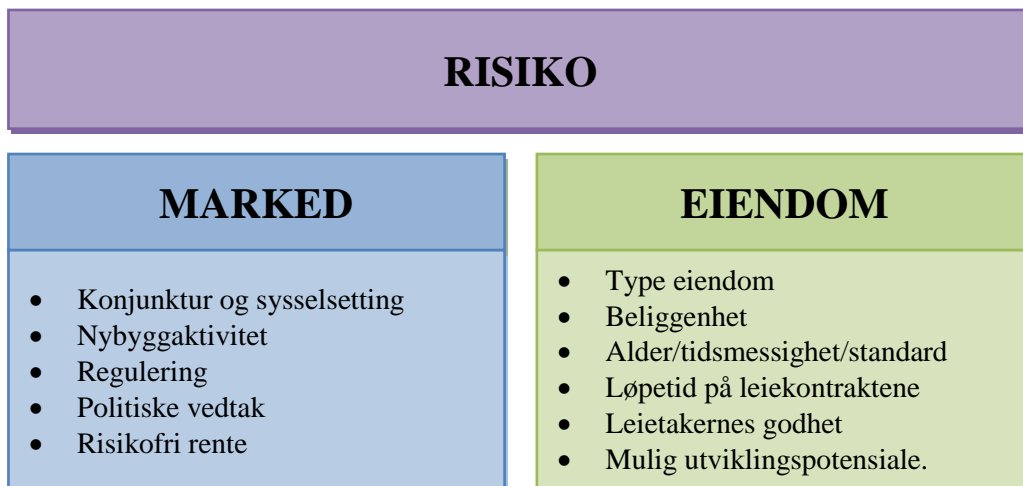 RISIKO
MARKED
• Konjunktur og sysselsetting
• Nybyggaktivitet
• Regulering
• Politiske vedtak
• Risikofri rente
EIENDOM
• Type eiendom
• Beliggenhet
• Alder/tidsmessighet/standard
• Løpetid på leiekontraktene
• Leietakernes godhet
• Mulig utviklingspotensiale.